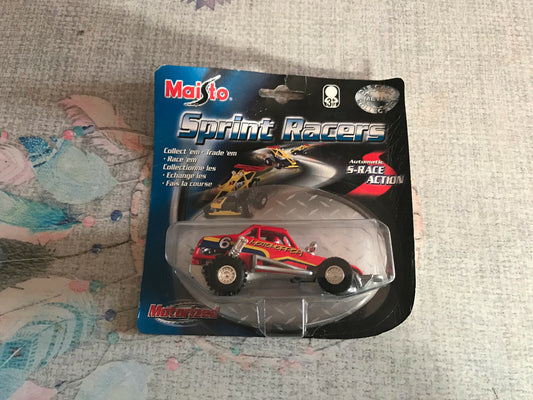 Maisto®
3+
Sprint Racers
Collect 'em • Trade 'em
• Race 'em
Collectionne les
• Echange les
• Fais la course
Automatic
S-RACE
ACTION
6
Motorized